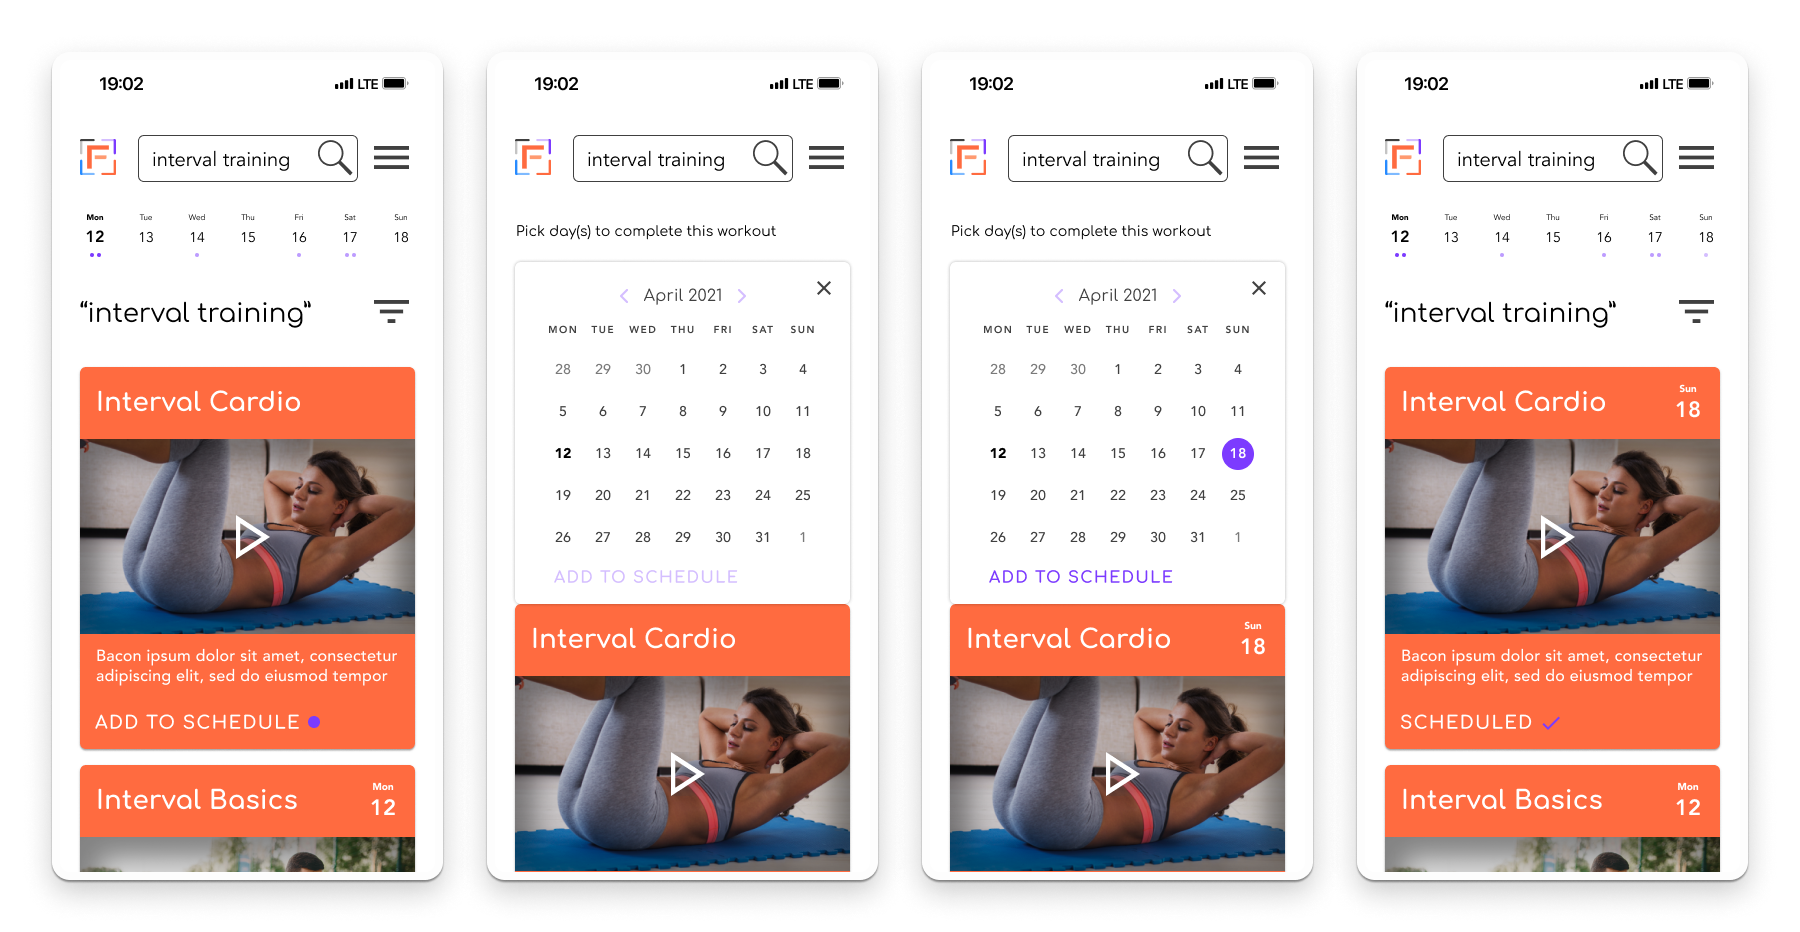 19:02 LTE
interval training
Mon Tue Wed Thu Fri Sat Sun
12 13 14 15 16 17 18
“interval training”
Interval Cardio
Bacon ipsum dolor sit amet, consectetur
adipiscing elit, sed do eiusmod tempor
ADD TO SCHEDULE
Interval Basics
Mon
12
19:02 LTE
interval training
Pick day(s) to complete this workout
April 2021
MON TUE WED THU FRI SAT SUN
28 29 30 1 2 3 4
5 6 7 8 9 10 11
12 13 14 15 16 17 18
19 20 21 22 23 24 25
26 27 28 29 30 31 1
ADD TO SCHEDULE
Interval Cardio
19:02 LTE
interval training
Pick day(s) to complete this workout
April 2021
MON TUE WED THU FRI SAT SUN
28 29 30 1 2 3 4
5 6 7 8 9 10 11
12 13 14 15 16 17 18
19 20 21 22 23 24 25
26 27 28 29 30 31 1
ADD TO SCHEDULE
Interval Cardio
Sun
18
19:02 LTE
interval training
Mon Tue Wed Thu Fri Sat Sun
12 13 14 15 16 17 18
“interval training”
Interval Cardio
Sun
18
Bacon ipsum dolor sit amet, consectetur
adipiscing elit, sed do eiusmod tempor
SCHEDULED
Interval Basics
Mon
12